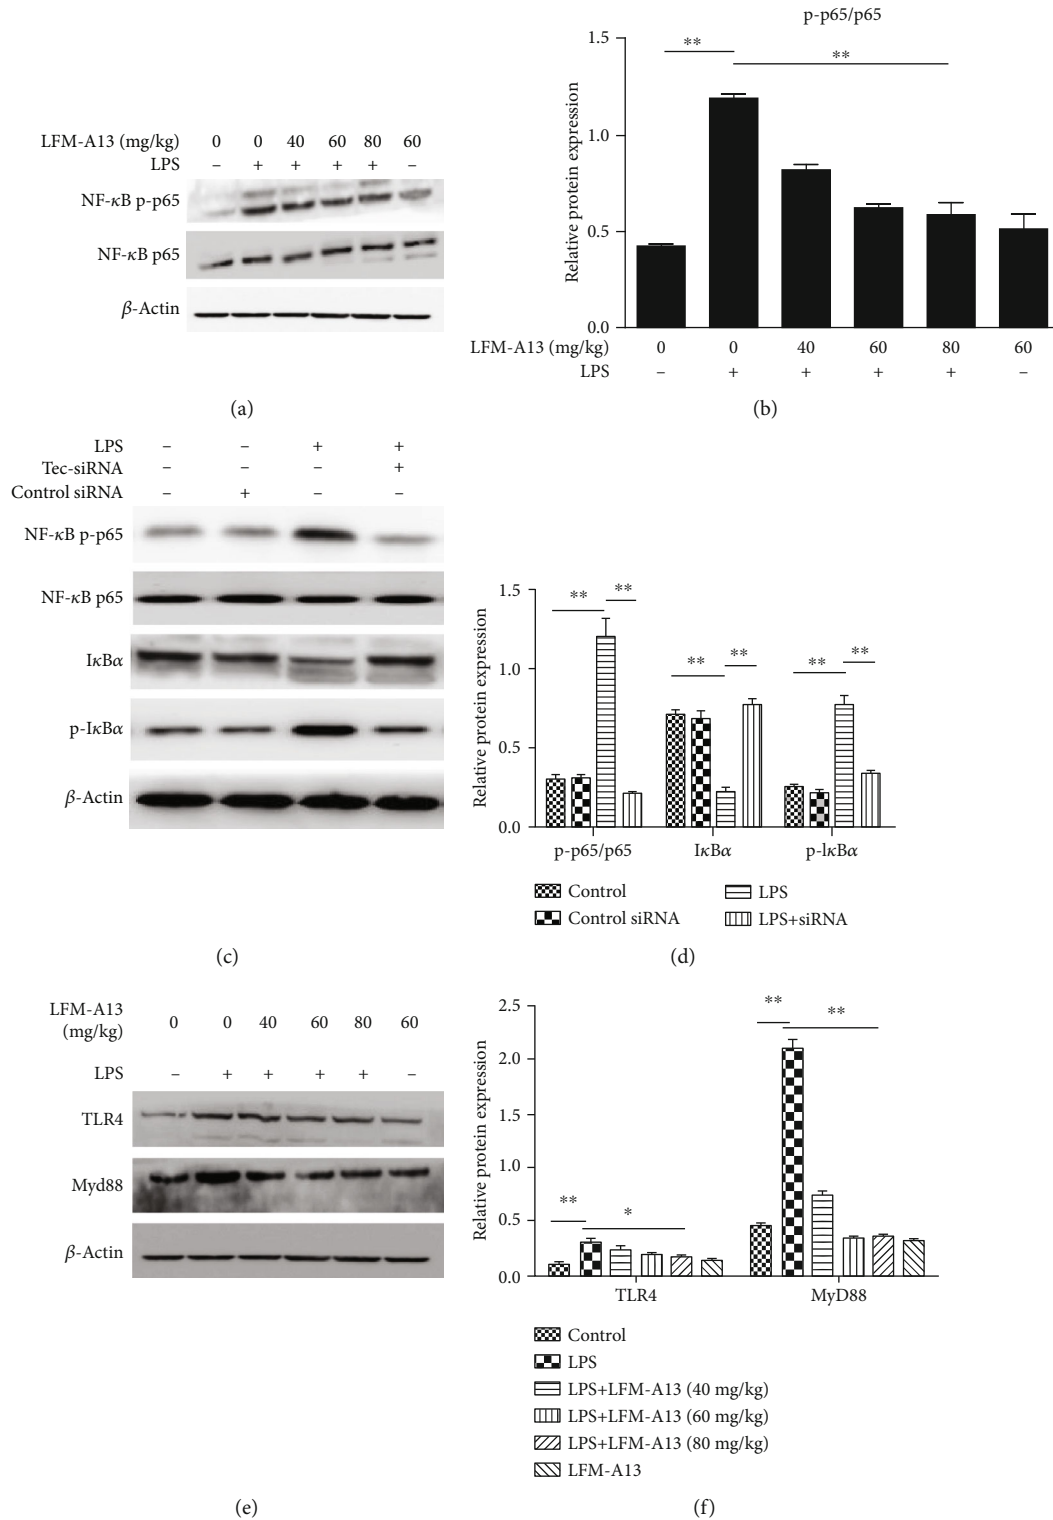 LFM-A13 (mg/kg) 0 0 40 60 80 60
LPS – + + + + –
NF-κB p-p65
NF-κB p65
β-Actin
(a)
p-p65/p65
Relative protein expression
1.5
1.0
0.5
0.0
** **
LFM-A13 (mg/kg) 0 0 40 60 80 60
LPS – + + + + –
(b)
LPS – – + +
Tec-siRNA – – – +
Control siRNA – + – –
NF-κB p-p65
NF-κB p65
IκBα
p-IκBα
β-Actin
(c)
Relative protein expression
1.5
1.0
0.5
0.0
** ** ** ** ** **
p-p65/p65 IκBα p-IκBα
Control LPS
Control siRNA LPS+siRNA
(d)
LFM-A13
(mg/kg) 0 0 40 60 80 60
LPS – + + + + –
TLR4
Myd88
β-Actin
(e)
Relative protein expression
2.5
2.0
1.5
1.0
0.5
0.0
** * ** **
TLR4 MyD88
Control
LPS
LPS+LFM-A13 (40 mg/kg)
LPS+LFM-A13 (60 mg/kg)
LPS+LFM-A13 (80 mg/kg)
LFM-A13
(f)